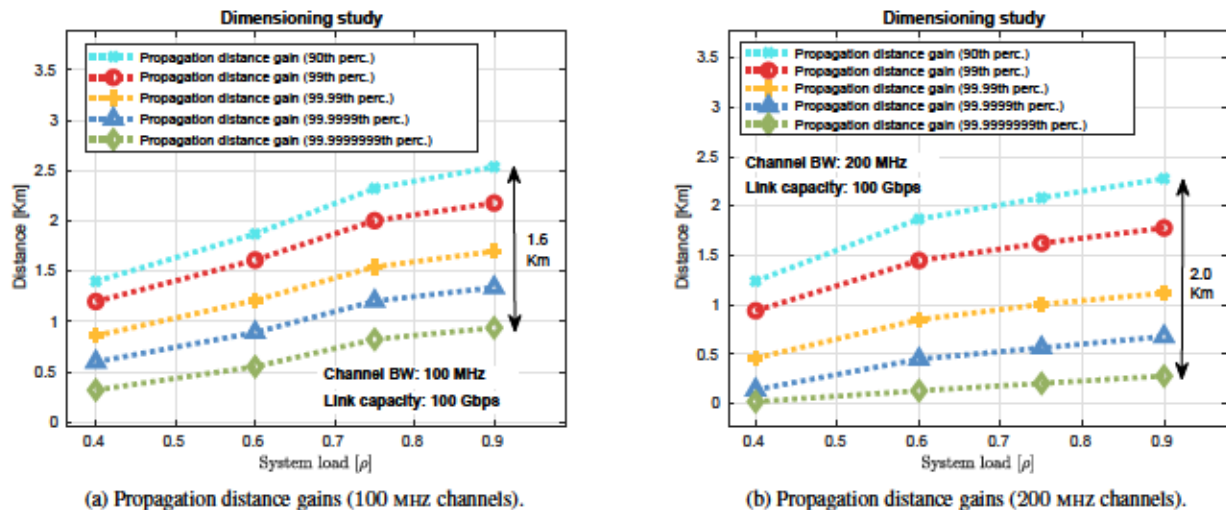 Dimensioning study
Propagation distance gain (90th perc.)
Propagation distance gain (99th perc.)
Propagation distance gain (99.99th perc.)
Propagation distance gain (99.9999th perc.)
Propagation distance gain (99.9999999th perc.)
3.5
3
2.5
2
1.5
1
0.5
0
Distance [Km]
1.6
Km
Channel BW: 100 MHz
Link capacity: 100 Gbps
0.4 0.5 0.6 0.7 0.8 0.9
System load [ρ]
(a) Propagation distance gains (100 MHZ channels).
Dimensioning study
Propagation distance gain (90th perc.)
Propagation distance gain (99th perc.)
Propagation distance gain (99.99th perc.)
Propagation distance gain (99.9999th perc.)
Propagation distance gain (99.9999999th perc.)
3.5
3
2.5
2
1.5
1
0.5
0
Distance [Km]
Channel BW: 200 MHz
Link capacity: 100 Gbps
2.0
Km
0.4 0.5 0.6 0.7 0.8 0.9
System load [ρ]
(b) Propagation distance gains (200 MHZ channels).